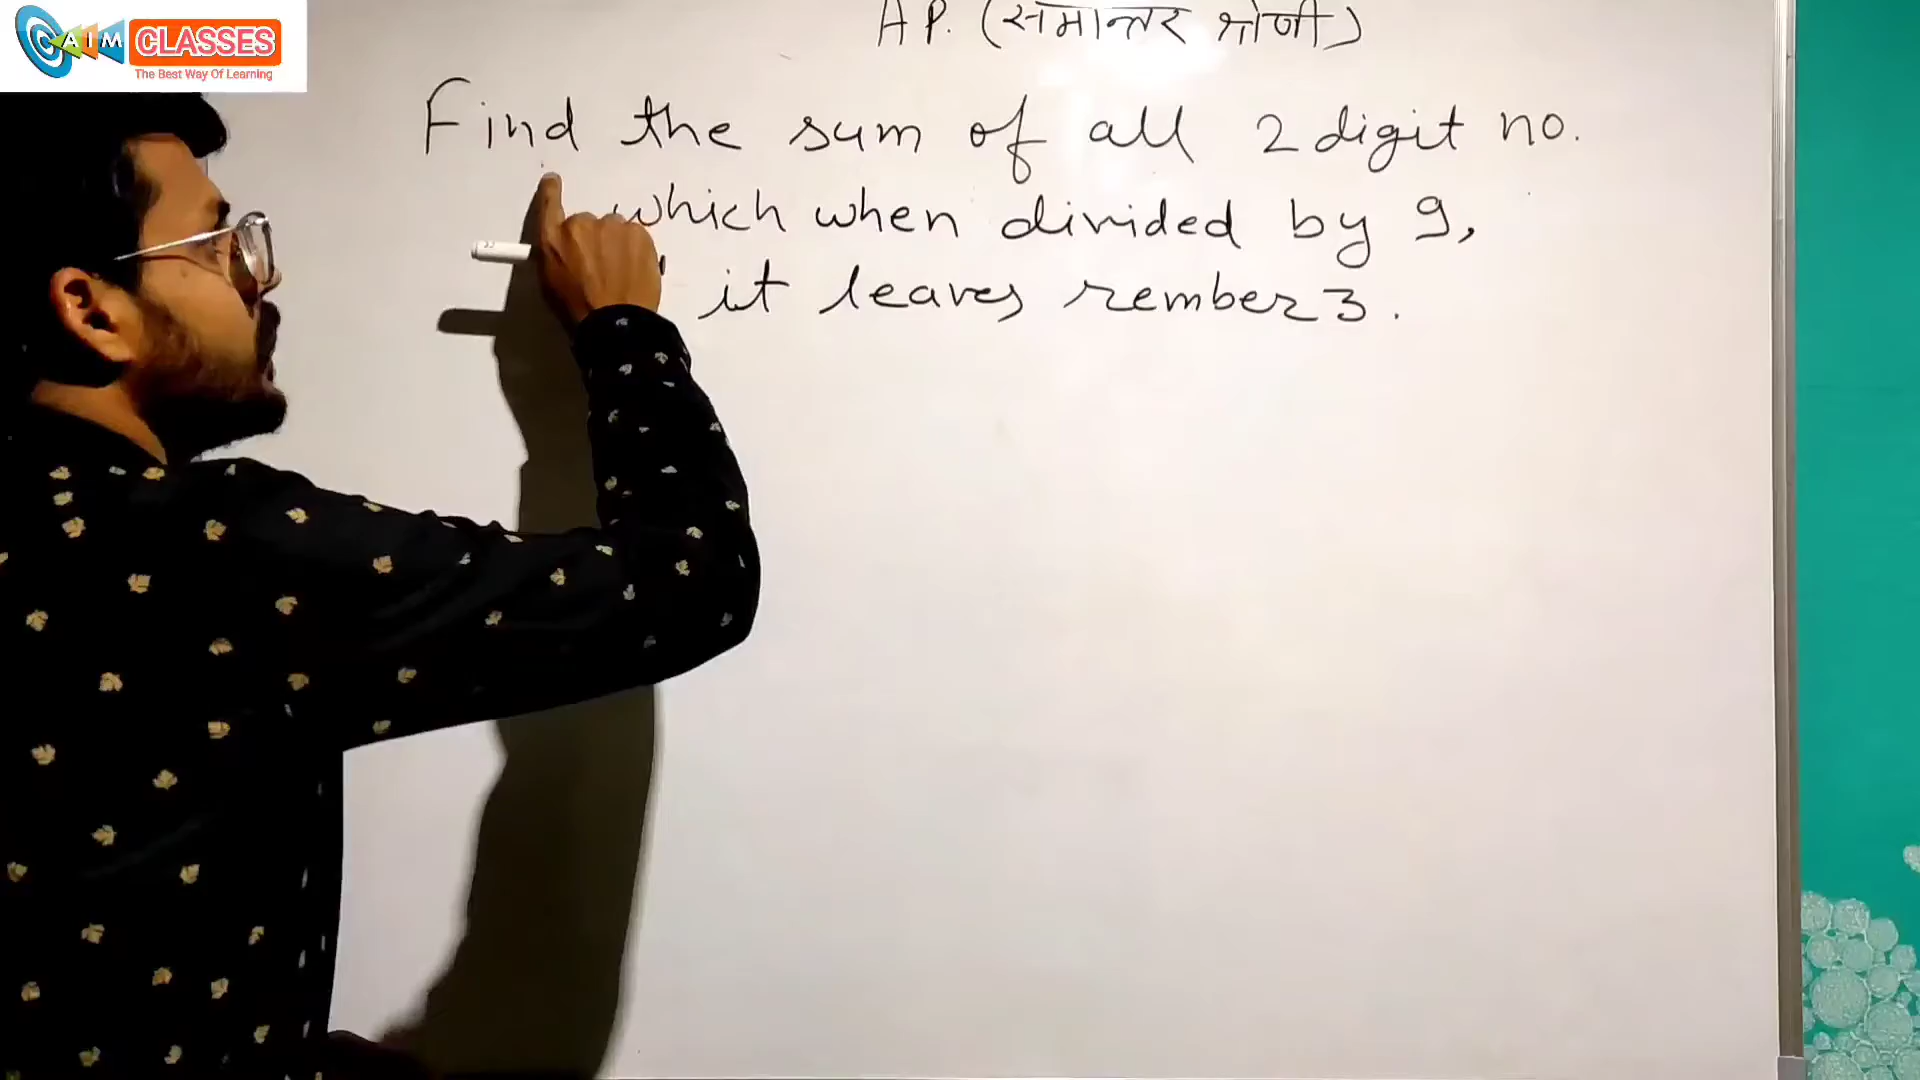 AIM CLASSES
The Best Way Of Learning
A P. (समान्तर श्रेणी)
Find the sum of all 2 digit no.
which when divided by 9,
it leaves rember 3.